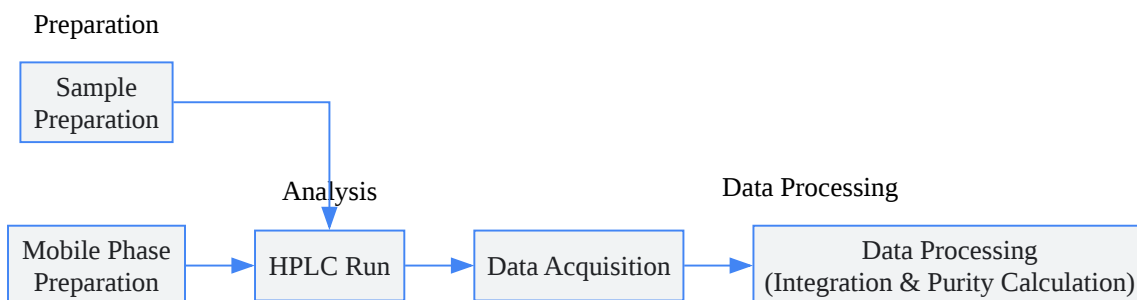 Preparation
Sample
Preparation
Analysis
Data Processing
Mobile Phase
Preparation
HPLC Run
Data Acquisition
Data Processing
(Integration & Purity Calculation)